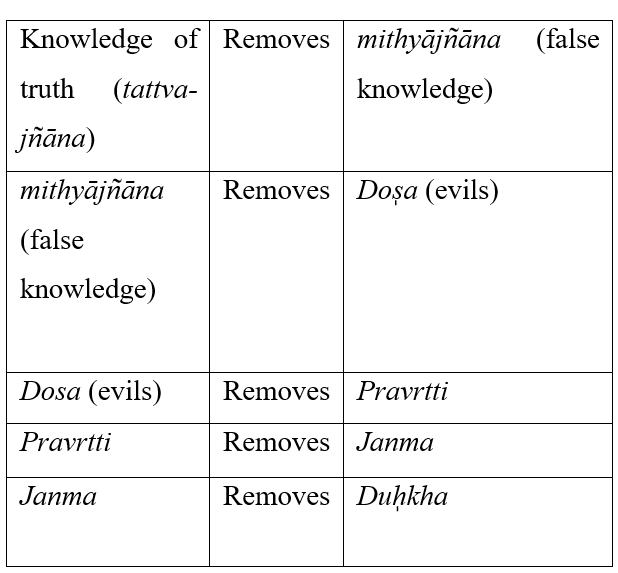 Knowledge of Removes mithyājñāna (false
truth (tattva- knowledge)
jñāna)
mithyājñāna Removes Doṣa (evils)
(false
knowledge)
Dosa (evils) Removes Pravrtti
Pravrtti Removes Janma
Janma Removes Duḥkha